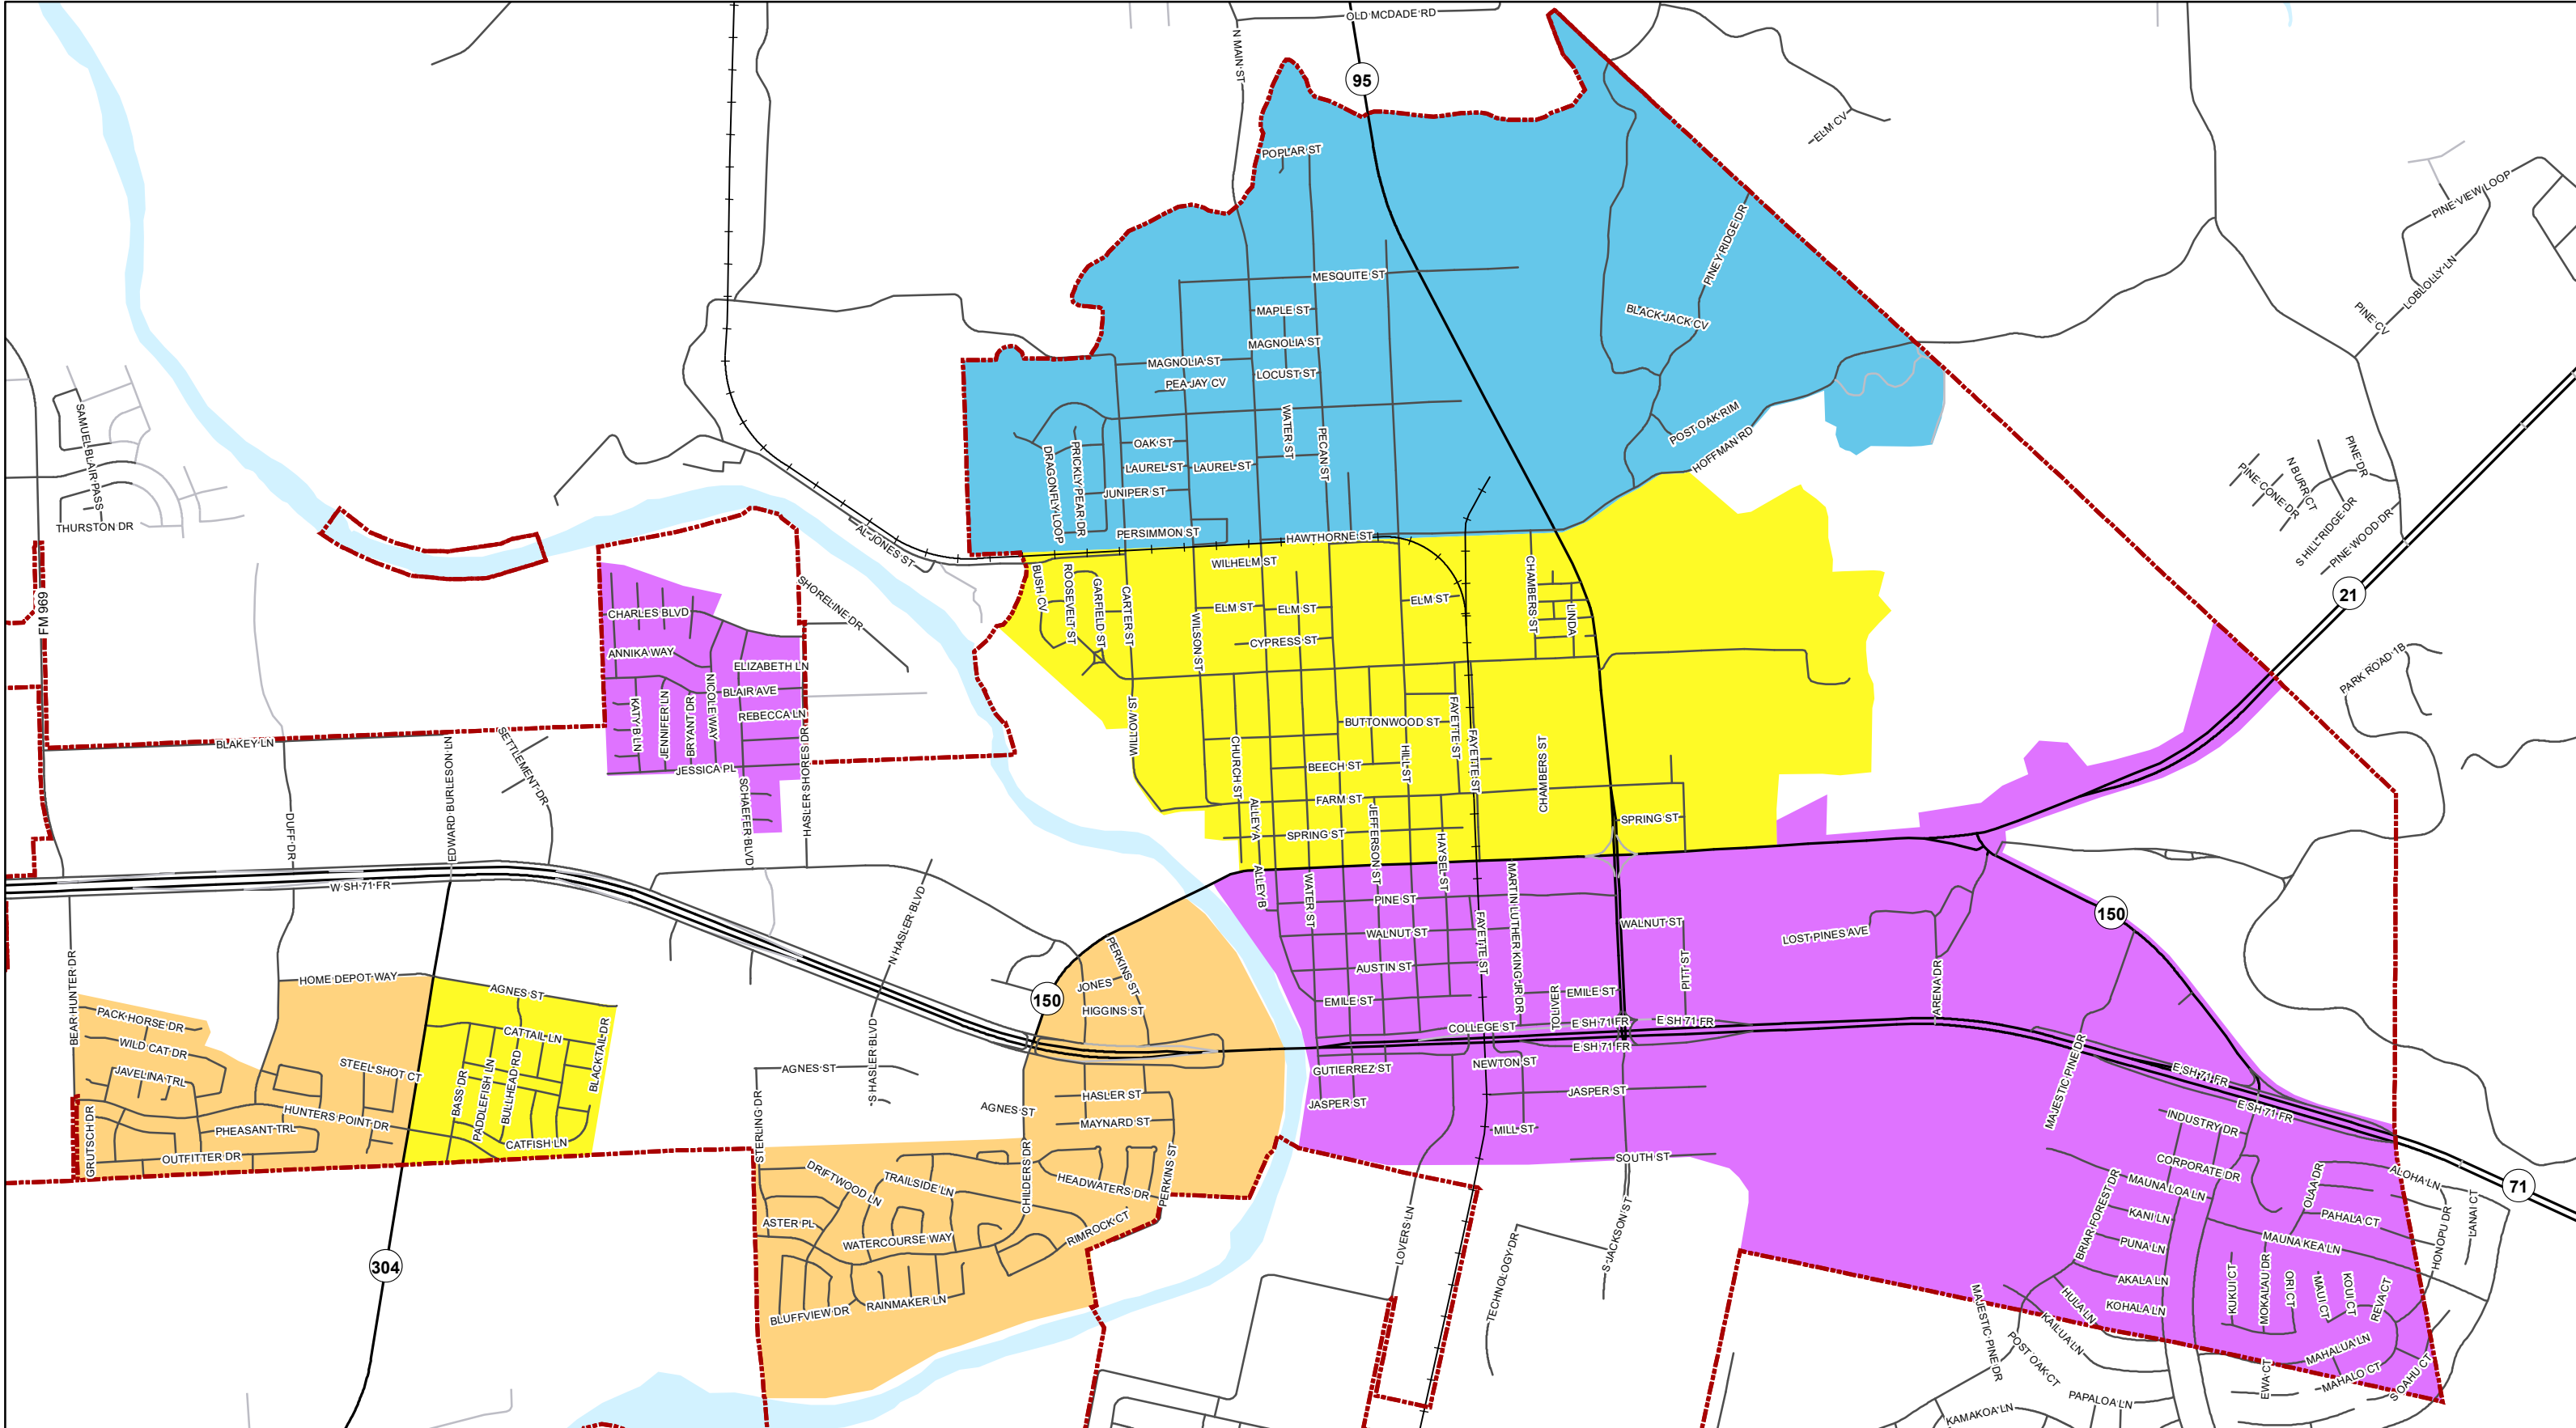 OLD MCDADE RD
N MAIN ST
95
ELM CV
POPLAR ST
PINE VIEW LOOP
PINEY RIDGE DR
LOBLOLLY LN
MESQUITE ST
MAPLE ST
BLACK JACK CV
PINE CV
MAGNOLIA ST
MAGNOLIA ST
LOCUST ST
PEA JAY CV
SAMUEL BLAIR PASS
WATER ST
PECAN ST
POST OAK RIM
OAK ST
HOFFMAN RD
DRAGONFLY LOOP
PRICKLY PEAR DR
LAUREL ST
LAUREL ST
PINE DR
N BURR CT
PINE CONE DR
JUNIPER ST
S HILL RIDGE DR
PINE WOOD DR
THURSTON DR
AL JONES ST
PERSIMMON ST
HAWTHORNE ST
WILHELM ST
21
FM 969
CHARLES BLVD
SHORELINE DR
BUSH CV
ROOSEVELT ST
GARFIELD ST
CARTER ST
WILSON ST
ELM ST
ELM ST
ELM ST
CHAMBERS ST
LINDA
CYPRESS ST
ANNIKA WAY
ELIZABETH LN
BLAIR AVE
PARK ROAD 1B
KATY B LN
JENNIFER LN
BRYANT DR
NICOLE WAY
REBECCA LN
WILLOW ST
BUTTONWOOD ST
FAYETTE ST
FAYETTE ST
BLAKEY LN
EDWARD BURLESON LN
SETTLEMENT DR
JESSICA PL
HASLER SHORES DR
SCHAEFER BLVD
CHURCH ST
BEECH ST
HILL ST
CHAMBERS ST
FARM ST
DUFF DR
ALLEY A
SPRING ST
JEFFERSON ST
HAYSEL ST
SPRING ST
W SH 71 FR
ALLEY B
WATER ST
PINE ST
MARTIN LUTHER KING JR DR
N HASLER BLVD
WALNUT ST
FAYETTE ST
WALNUT ST
LOST PINES AVE
150
BEAR HUNTER DR
HOME DEPOT WAY
AGNES ST
PERKINS ST
JONES
150
HIGGINS ST
AUSTIN ST
PITT ST
ARENA DR
EMILE ST
EMILE ST
TOLIVER
PACK HORSE DR
CATTAIL LN
BLACKTAIL DR
S HASLER BLVD
COLLEGE ST
E SH 71 FR
E SH 71 FR
WILD CAT DR
E SH 71 FR
STEEL SHOT CT
JAVELINA TRL
BASS DR
PADDLEFISH LN
BULLHEAD RD
AGNES ST
GUTIERREZ ST
NEWTON ST
MAJESTIC PINE DR
E SH 71 FR
E SH 71 FR
HASLER ST
JASPER ST
JASPER ST
AGNES ST
MAYNARD ST
HUNTERS POINT DR
PHEASANT TRL
INDUSTRY DR
MILL ST
GRUTSCH DR
OUTFITTER DR
CATFISH LN
STERLING DR
SOUTH ST
CORPORATE DR
DRIFTWOOD LN
TRAILSIDE LN
CHILDERS DR
HEADWATERS DR
PERKINS ST
MAUNA LOA LN
OLAA DR
ALOHA LN
71
LANAI CT
ASTER PL
RIMROCK CT
KANI LN
PAHALA CT
BRIAR FOREST DR
HONOPU DR
WATERCOURSE WAY
LOVERS LN
TECHNOLOGY DR
S JACKSON ST
PUNA LN
MAUNA KEA LN
304
AKALA LN
KUKUI CT
MOKALAU DR
ORI CT
MAUI CT
KOUI CT
REVA CT
BLUFFVIEW DR
RAINMAKER LN
HULA LN
KOHALA LN
MAJESTIC PINE DR
KAILUA LN
POST OAK CT
MAHALUA LN
EWA CT
MAHALO CT
S OAHU CT
PAPALOA LN
KAMAKOA LN